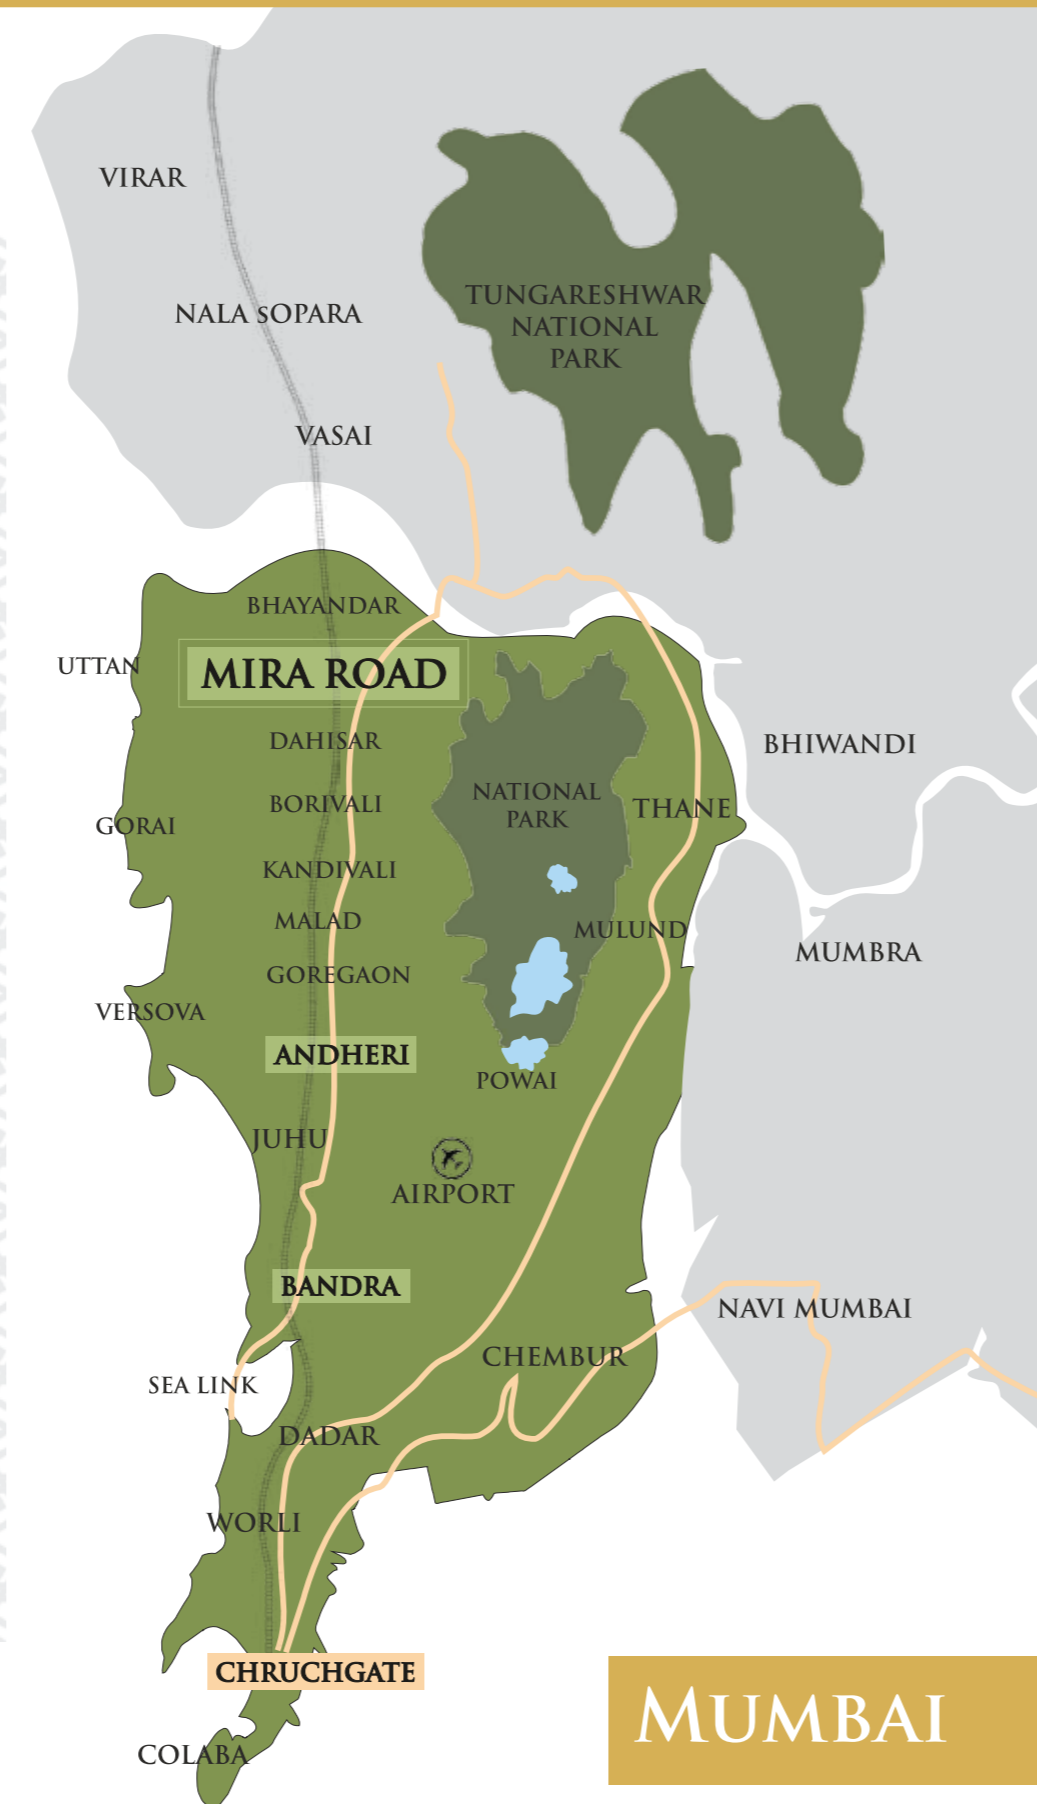 VIRAR
NALA SOPARA
TUNGARESHWAR
NATIONAL
PARK
VASAI
BHAYANDAR
UTTAN
MIRA ROAD
DAHISAR
BHIWANDI
NATIONAL
PARK
BORIVALI
THANE
GORAI
KANDIVALI
MALAD
MULUND
MUMBRA
GOREGAON
VERSOVA
ANDHERI
POWAI
JUHU
AIRPORT
BANDRA
NAVI MUMBAI
CHEMBUR
SEA LINK
DADAR
WORLI
CHRUCHGATE
MUMBAI
COLABA